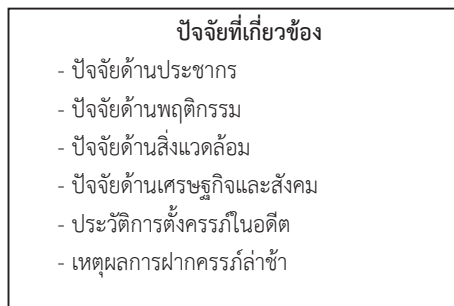 ปัจจัยที่เกี่ยวข้อง
- ปัจจัยด้านประชากร
- ปัจจัยด้านพฤติกรรม
- ปัจจัยด้านสิ่งแวดล้อม
- ปัจจัยด้านเศรษฐกิจและสังคม
- ประวัติการตั้งครรภ์ในอดีต
- เหตุผลการฝากครรภ์ล่าช้า